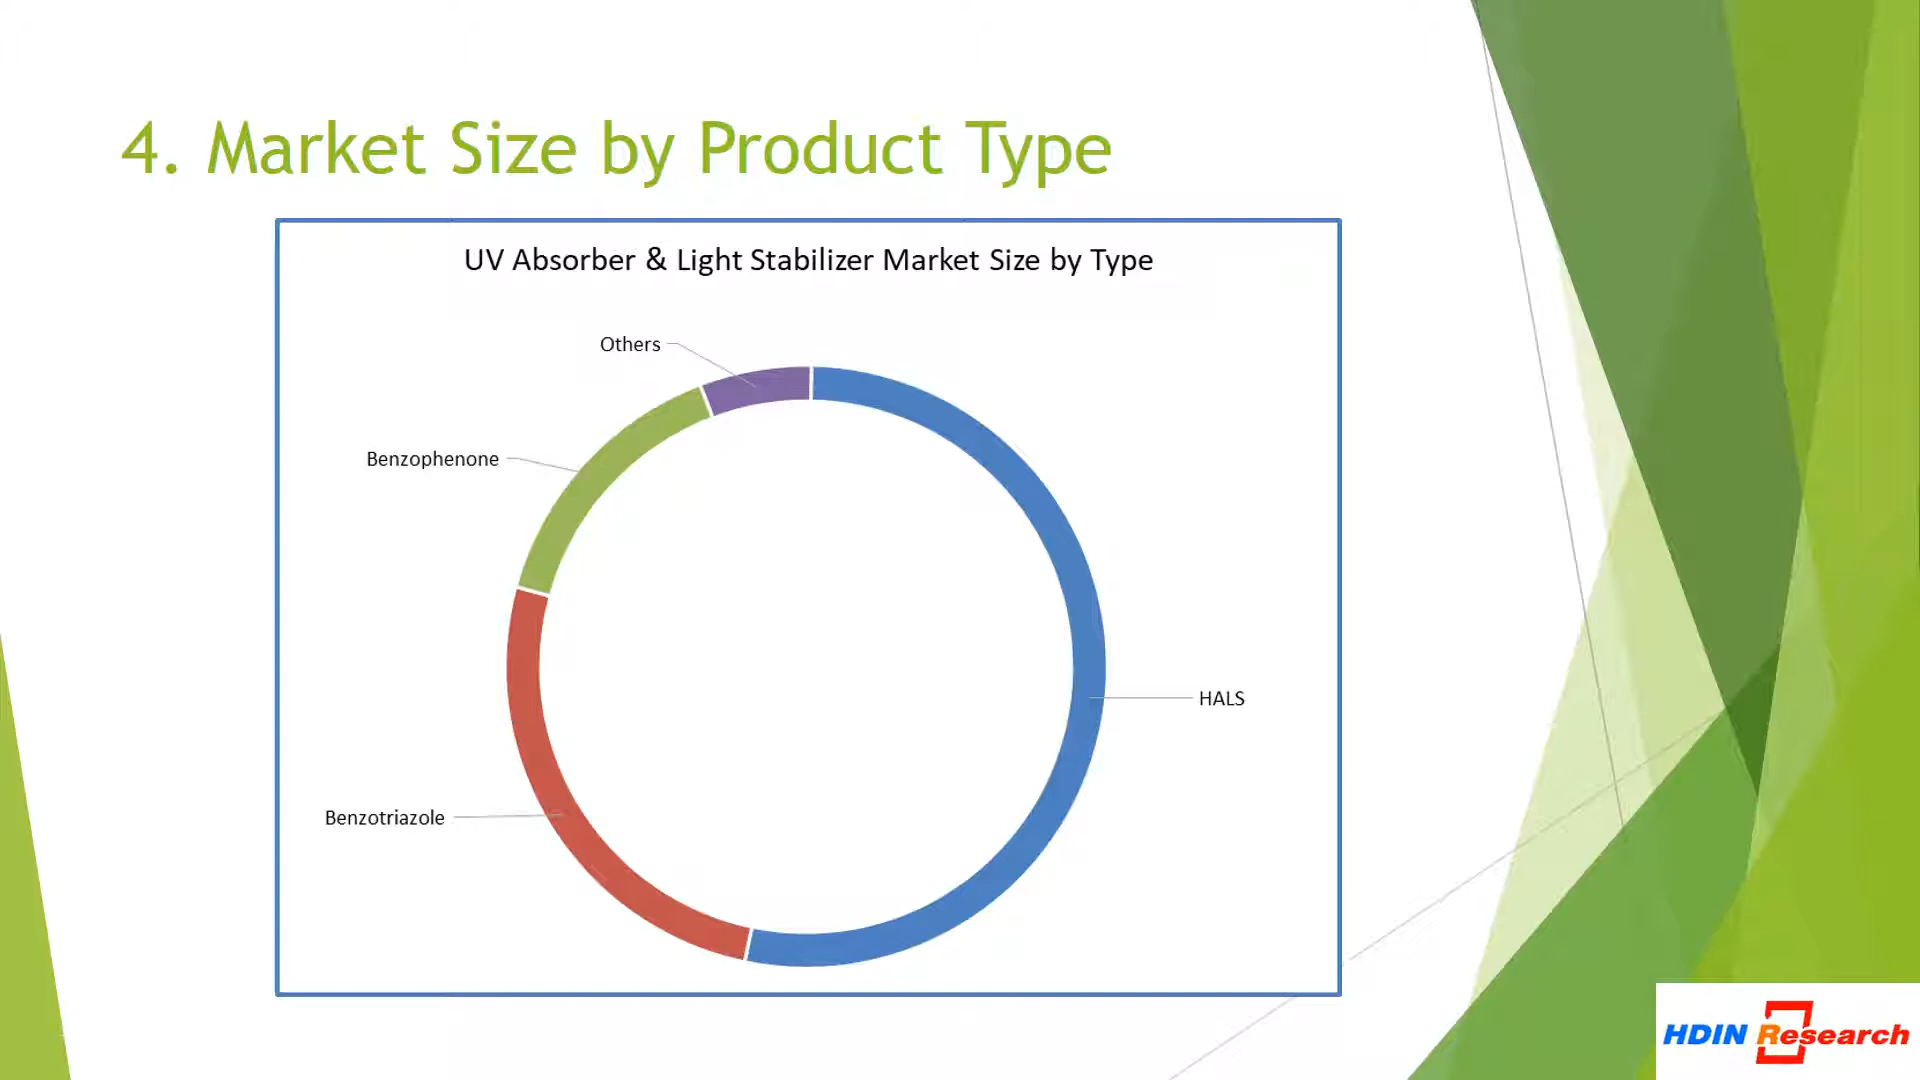 4. Market Size by Product Type
UV Absorber & Light Stabilizer Market Size by Type
Others
Benzophenone
HALS
Benzotriazole
HDIN Research